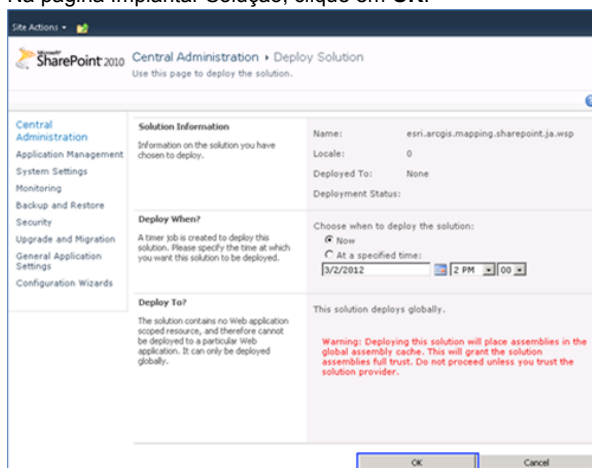 Na página Implantar Solução, clique em OK.
Site Actions
Microsoft
SharePoint 2010
Central Administration ▸ Deploy Solution
Use this page to deploy the solution.
Central
Administration
Application Management
System Settings
Monitoring
Backup and Restore
Security
Upgrade and Migration
General Application
Settings
Configuration Wizards
Solution Information
Information on the solution you have
chosen to deploy.
Name: esri.arcgis.mapping.sharepoint.ja.wsp
Locale: 0
Deployed To: None
Deployment Status:
Deploy When?
A timer job is created to deploy this
solution. Please specify the time at which
you want this solution to be deployed.
Choose when to deploy the solution:
Now
At a specified time:
3/2/2012 2 PM 00
Deploy To?
The solution contains no Web application
scoped resource, and therefore cannot
be deployed to a particular Web
application. It can only be deployed
globally.
This solution deploys globally.
Warning: Deploying this solution will place assemblies in the
global assembly cache. This will grant the solution
assemblies full trust. Do not proceed unless you trust the
solution provider.
OK Cancel